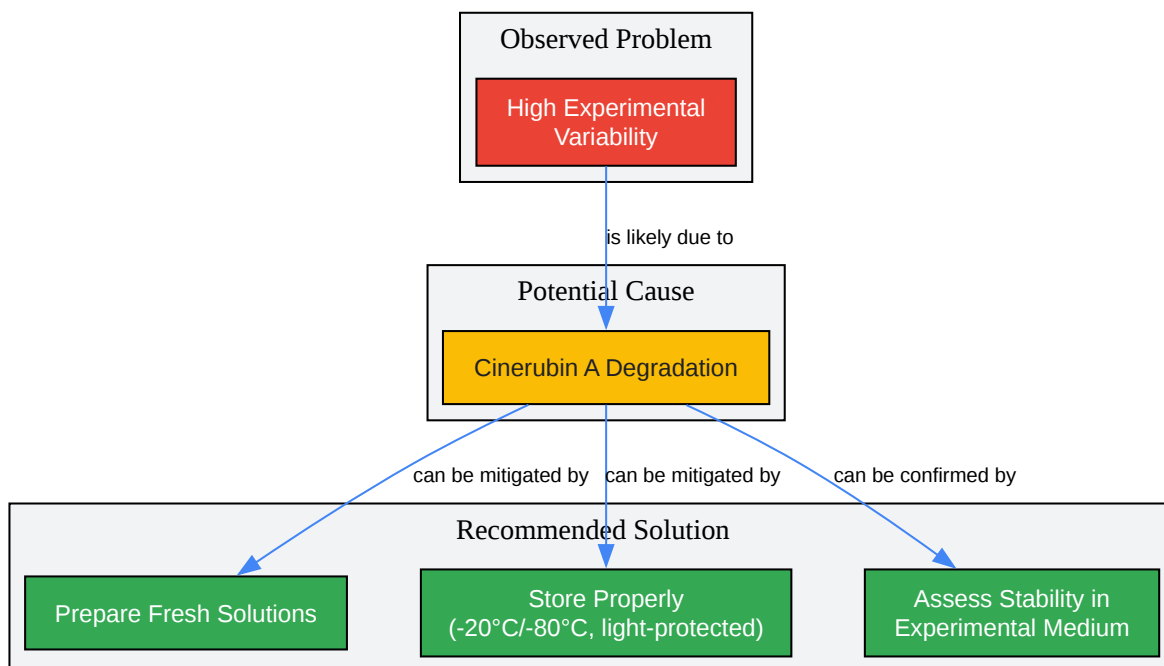 Observed Problem
High Experimental
Variability
is likely due to
Potential Cause
Cinerubin A Degradation
can be mitigated by
can be mitigated by
can be confirmed by
Recommended Solution
Prepare Fresh Solutions
Store Properly
(-20°C/-80°C, light-protected)
Assess Stability in
Experimental Medium